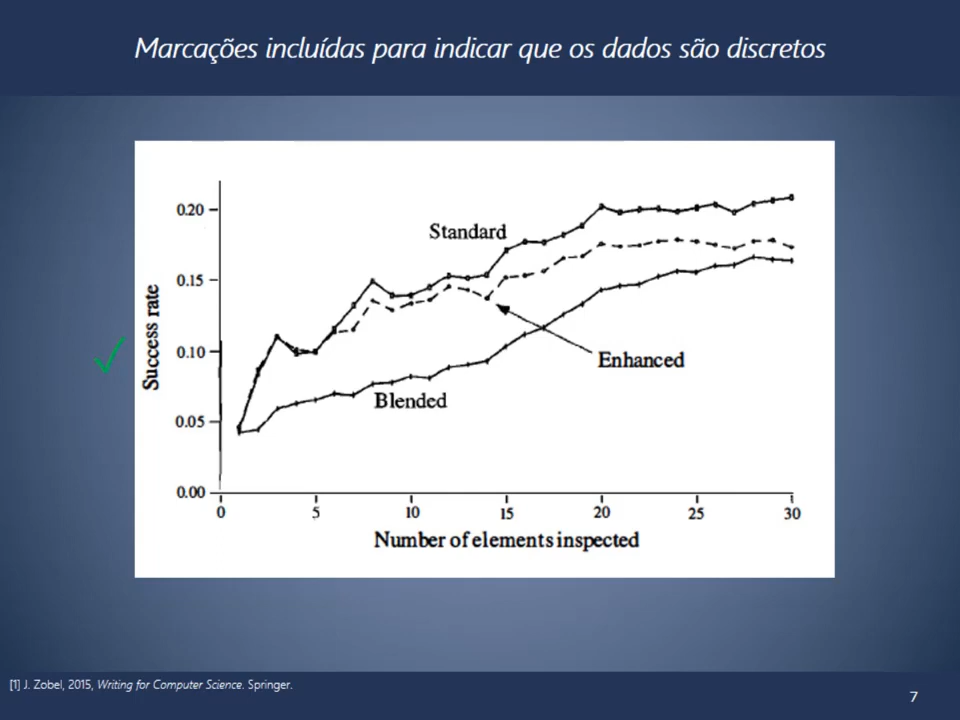 Marcações incluídas para indicar que os dados são discretos
0.20
Standard
0.15
Success rate
0.10
Enhanced
Blended
0.05
0.00
0 5 10 15 20 25 30
Number of elements inspected
[1] J. Zobel, 2015, Writing for Computer Science. Springer.
7